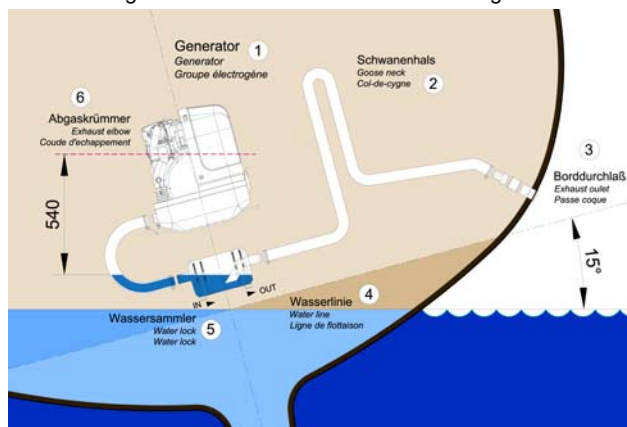 Generator 1
Generator
Groupe électrogéne
Schwanenhals
Goose neck
Col-de-cygne 2
6
Abgaskrümmer
Exhaust elbow
Coude d'echappement
3
Borddurchlaß
Exhaust oulet
Passe coque
540
15°
IN
OUT
Wassersammler
Water lock 5
Water lock
Wasserlinie 4
Water line
Ligne de flottaison